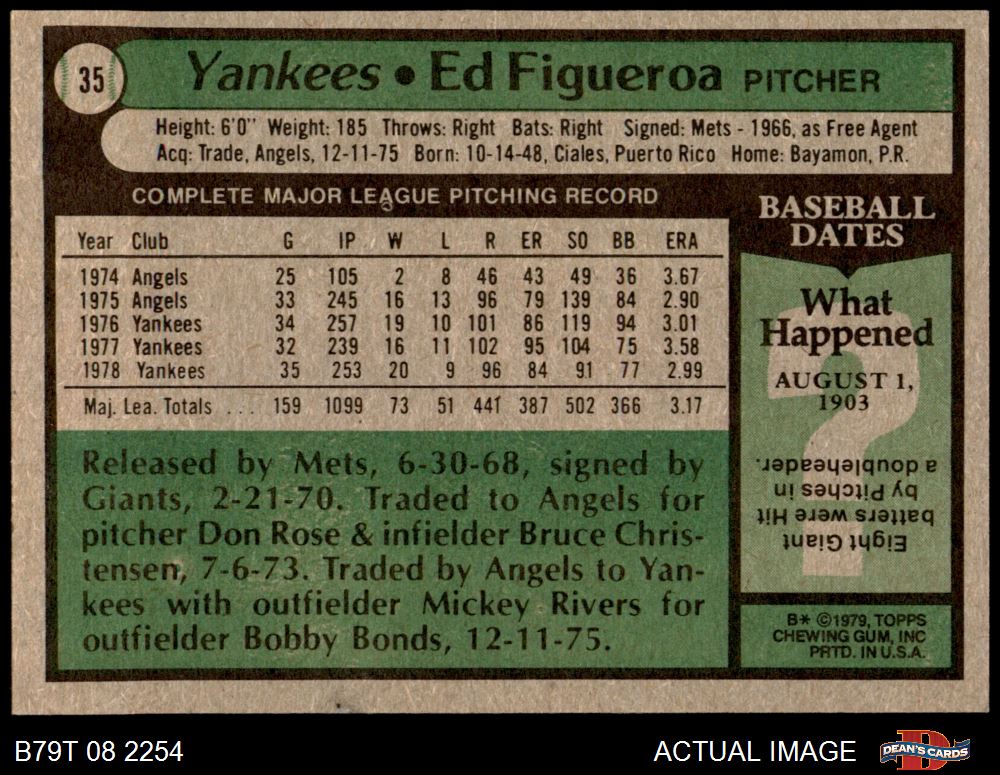 35
Yankees • Ed Figueroa PITCHER
Height: 6'0" Weight: 185 Throws: Right Bats: Right Signed: Mets - 1966, as Free Agent
Acq: Trade, Angels, 12-11-75 Born: 10-14-48, Ciales, Puerto Rico Home: Bayamon, P.R.
COMPLETE MAJOR LEAGUE PITCHING RECORD
Year Club G IP W L R ER SO BB ERA
1974 Angels 25 105 2 8 46 43 49 36 3.67
1975 Angels 33 245 16 13 96 79 139 84 2.90
1976 Yankees 34 257 19 10 101 86 119 94 3.01
1977 Yankees 32 239 16 11 102 95 104 75 3.58
1978 Yankees 35 253 20 9 96 84 91 77 2.99
Maj. Lea. Totals ... 159 1099 73 51 441 387 502 366 3.17
Released by Mets, 6-30-68, signed by
Giants, 2-21-70. Traded to Angels for
pitcher Don Rose & infielder Bruce Chris-
tensen, 7-6-73. Traded by Angels to Yan-
kees with outfielder Mickey Rivers for
outfielder Bobby Bonds, 12-11-75.
BASEBALL
DATES
What
Happened
AUGUST 1,
1903
Eight Giant
batters were Hit
by Pitches in
a doubleheader.
B* ©1979, TOPPS
CHEWING GUM, INC
PRTD. IN U.S.A.
B79T 08 2254
ACTUAL IMAGE
DEAN'S CARDS